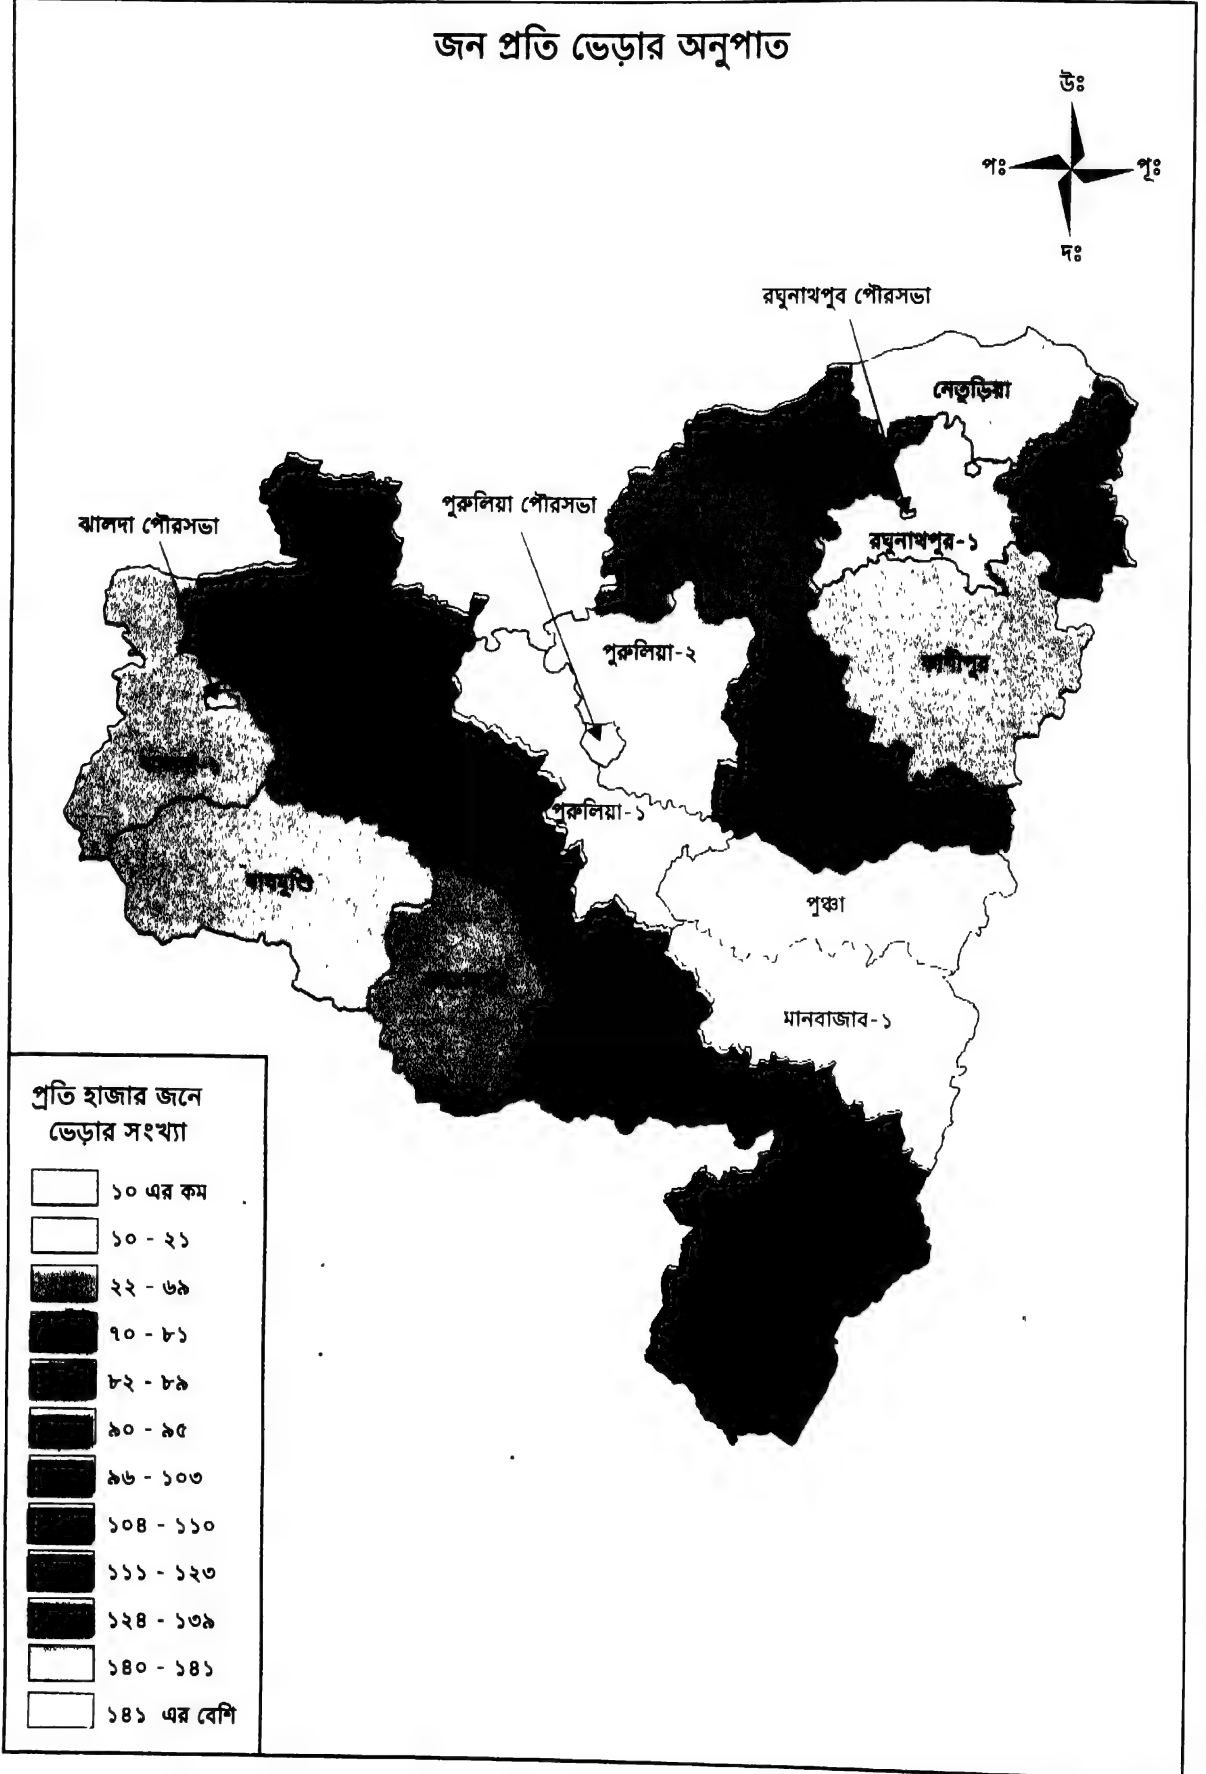 জন প্রতি ভেড়ার অনুপাত
উঃ
পঃ
পূঃ
দঃ
রঘুনাথপুব পৌরসভা
নেতুড়িয়া
পুরুলিয়া পৌরসভা
ঝালদা পৌরসভা
রঘুনাথপুর-১
পুরুলিয়া-২
কাশীপুর
পুরুলিয়া-১
বাঘমুণ্ডি
পুঞ্চা
মানবাজাব-১
প্রতি হাজার জনে
ভেড়ার সংখ্যা
১০ এর কম
১০ - ২১
২২ - ৬৯
৭০ - ৮১
৮২ - ৮৯
৯০ - ৯৫
৯৬ - ১০৩
১০৪ - ১১০
১১১ - ১২৩
১২৪ - ১৩৯
১৪০ - ১৪১
১৪১ এর বেশি